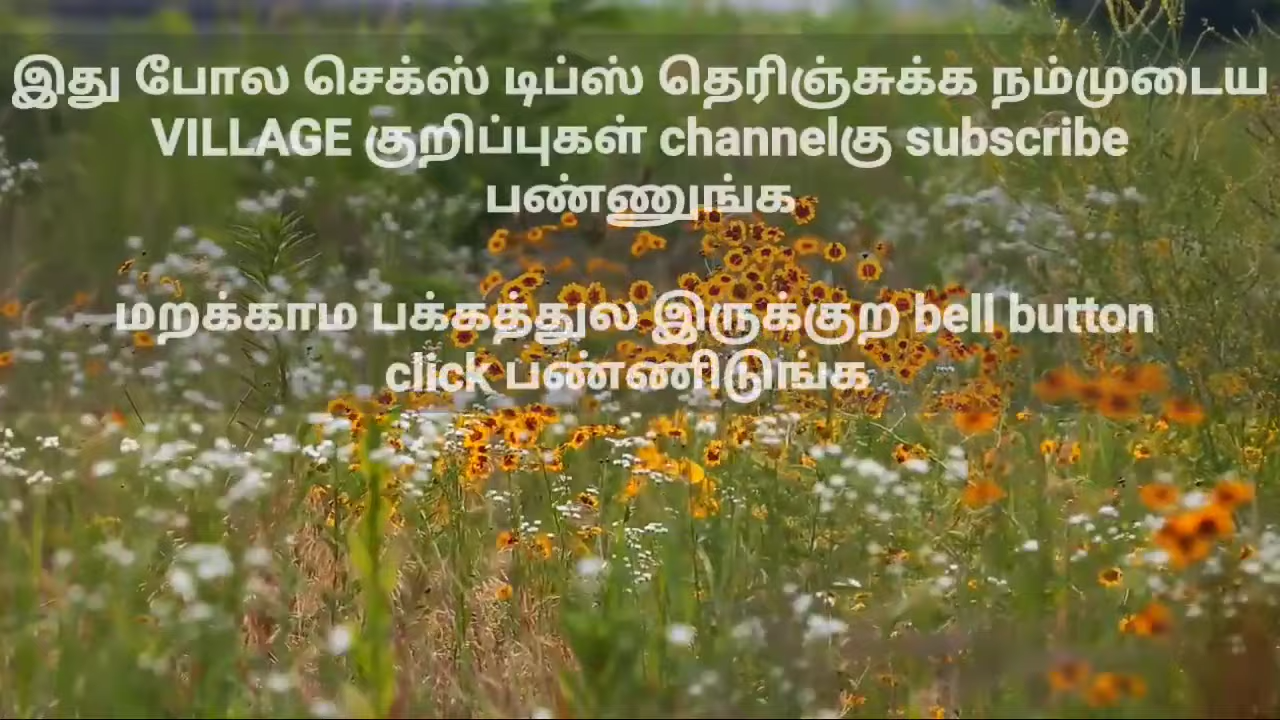 இது போல செக்ஸ் டிப்ஸ் தெரிஞ்சுக்க நம்முடைய
VILLAGE குறிப்புகள் channelகு subscribe
பண்ணுங்க
மறக்காம பக்கத்துல இருக்குற bell button
click பண்ணிடுங்க